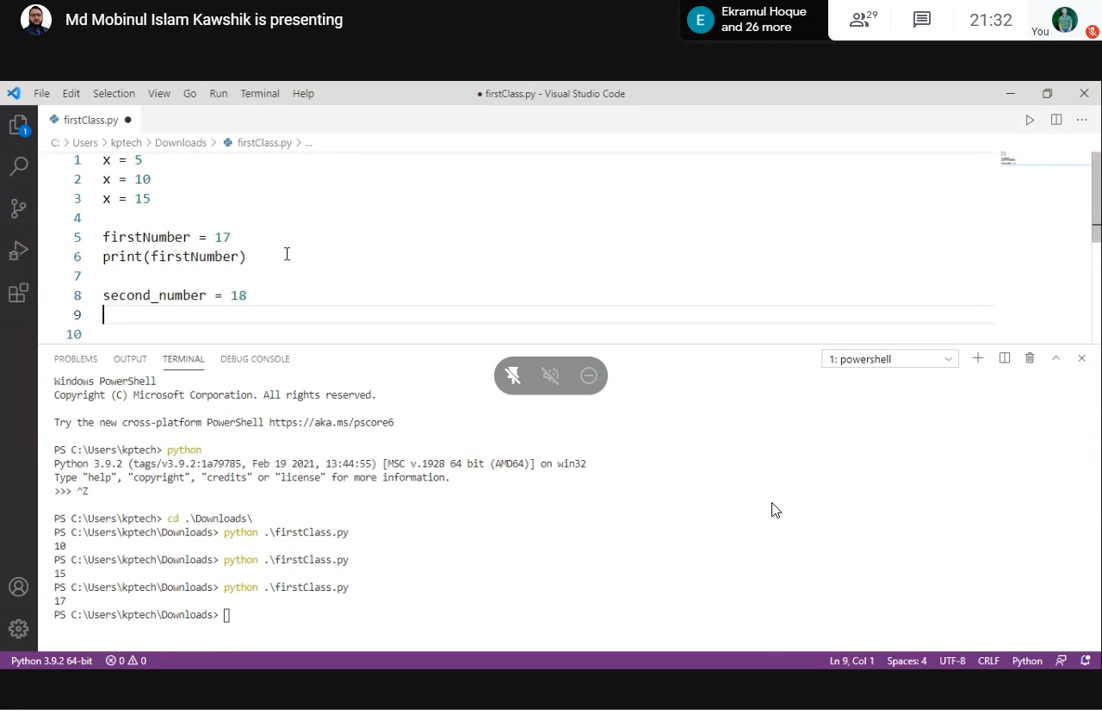 Md Mobinul Islam Kawshik is presenting
E
Ekramul Hoque
and 26 more
29
21:32
You
File Edit Selection View Go Run Terminal Help
● firstClass.py - Visual Studio Code
1
firstClass.py ●
C: > Users > kptech > Downloads > firstClass.py > ...
1 x = 5
2 x = 10
3 x = 15
4
5 firstNumber = 17
6 print(firstNumber)
7
8 second_number = 18
9
10
PROBLEMS OUTPUT TERMINAL DEBUG CONSOLE
1: powershell
Windows PowerShell
Copyright (C) Microsoft Corporation. All rights reserved.
Try the new cross-platform PowerShell https://aka.ms/pscore6
PS C:\Users\kptech> python
Python 3.9.2 (tags/v3.9.2:1a79785, Feb 19 2021, 13:44:55) [MSC v.1928 64 bit (AMD64)] on win32
Type "help", "copyright", "credits" or "license" for more information.
>>> ^Z
PS C:\Users\kptech> cd .\Downloads\
PS C:\Users\kptech\Downloads> python .\firstClass.py
10
PS C:\Users\kptech\Downloads> python .\firstClass.py
15
PS C:\Users\kptech\Downloads> python .\firstClass.py
17
PS C:\Users\kptech\Downloads>
Python 3.9.2 64-bit 0 0 Ln 9, Col 1 Spaces: 4 UTF-8 CRLF Python